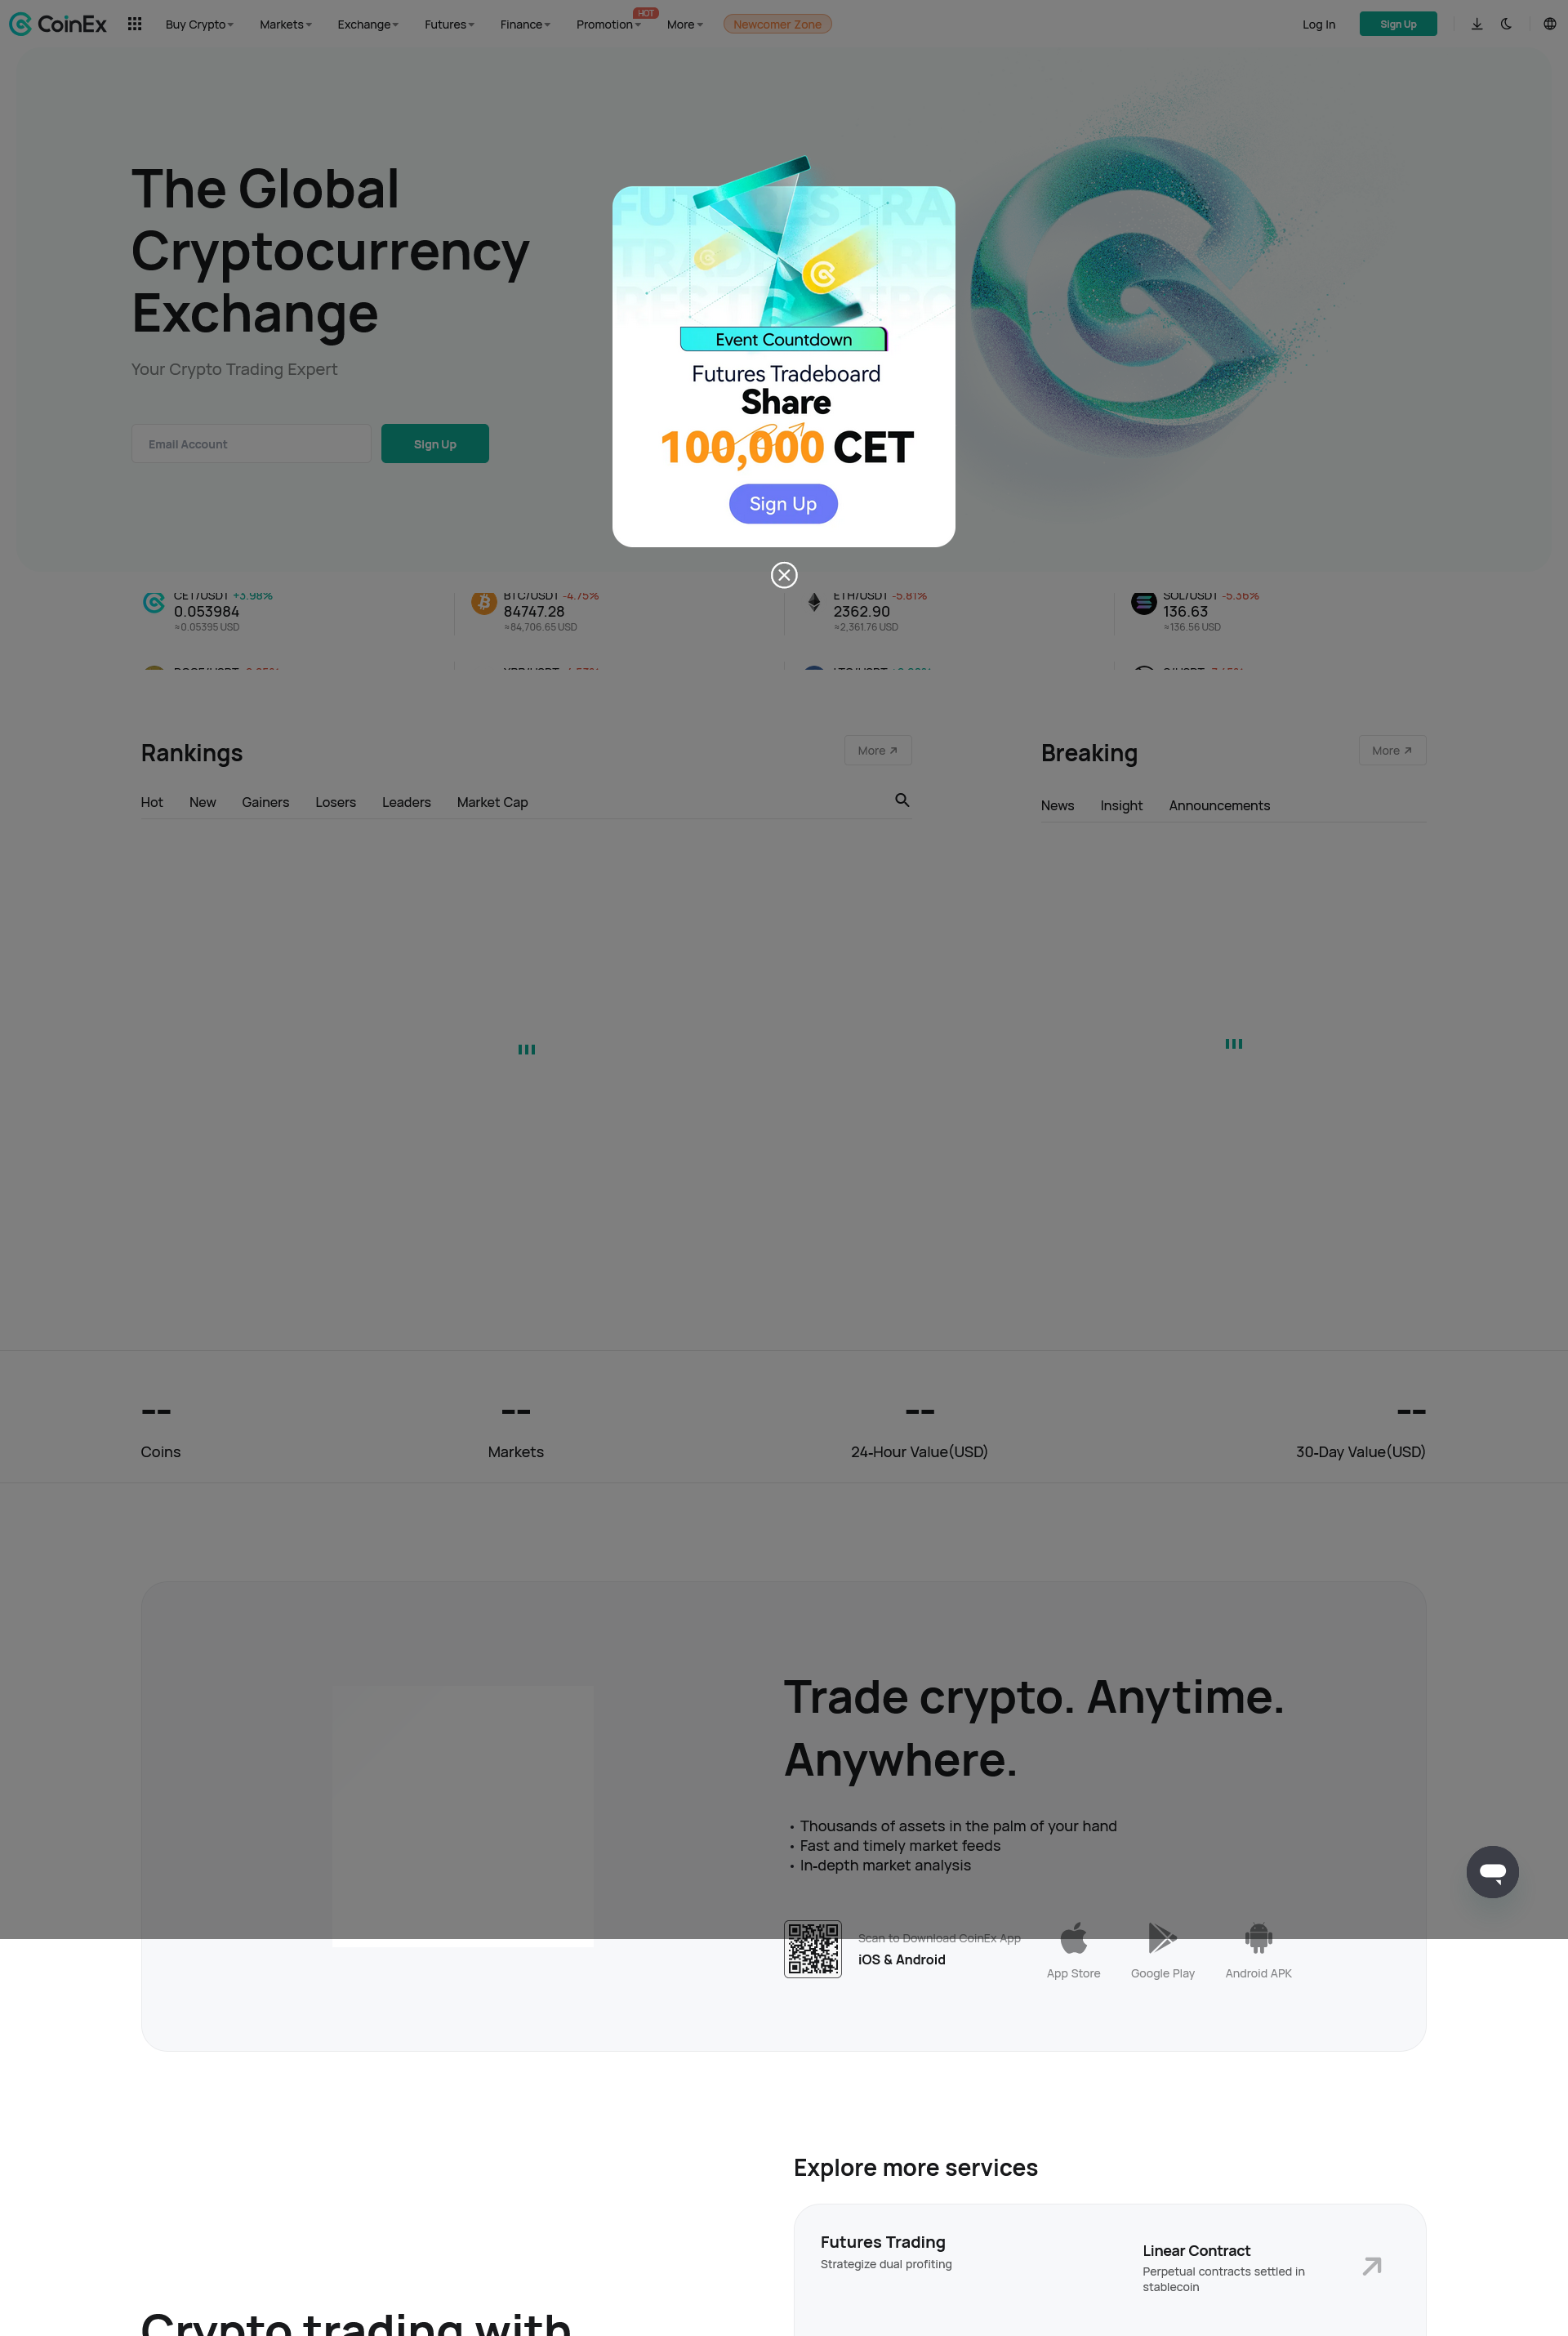 CoinEx
Buy Crypto
Markets
Exchange
Futures
Finance
Promotion
HOT
More
Newcomer Zone
Log In
Sign Up
The Global
Cryptocurrency
Exchange
Your Crypto Trading Expert
Email Account
Sign Up
Event Countdown
Futures Tradeboard
Share
100,000 CET
Sign Up
CET/USDT +3.98%
0.053984
≈0.05395 USD
BTC/USDT -4.75%
84747.28
≈84,706.65 USD
ETH/USDT -5.81%
2362.90
≈2,361.76 USD
SOL/USDT -5.36%
136.63
≈136.56 USD
Rankings
More
Hot New Gainers Losers Leaders Market Cap
Breaking
More
News Insight Announcements
--
Coins
--
Markets
--
24-Hour Value(USD)
--
30-Day Value(USD)
Trade crypto. Anytime.
Anywhere.
• Thousands of assets in the palm of your hand
• Fast and timely market feeds
• In-depth market analysis
Scan to Download CoinEx App
iOS & Android
App Store
Google Play
Android APK
Explore more services
Futures Trading
Strategize dual profiting
Linear Contract
Perpetual contracts settled in
stablecoin
Crypto trading with